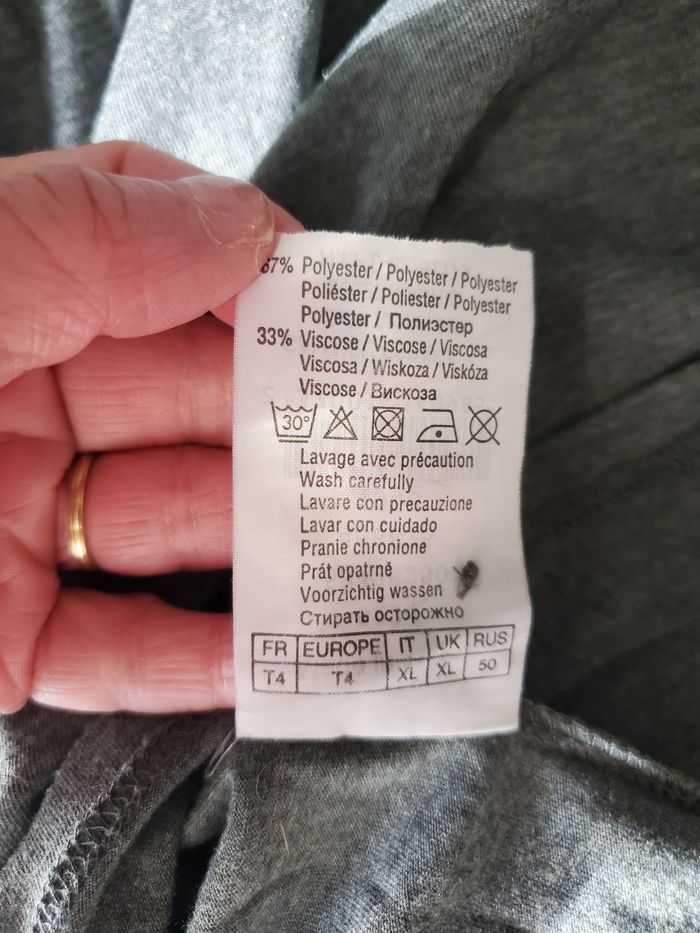 67% Polyester / Polyester / Polyester
Poliéster / Poliester / Polyester
Polyester / Полиэстер
33% Viscose / Viscose / Viscosa
Viscosa / Wiskoza / Viskóza
Viscose / Вискоза
30°
Lavage avec précaution
Wash carefully
Lavare con precauzione
Lavar con cuidado
Pranie chronione
Prát opatrné
Voorzichtig wassen
Стирать осторожно
FR EUROPE IT UK RUS
T4 T4 XL XL 50